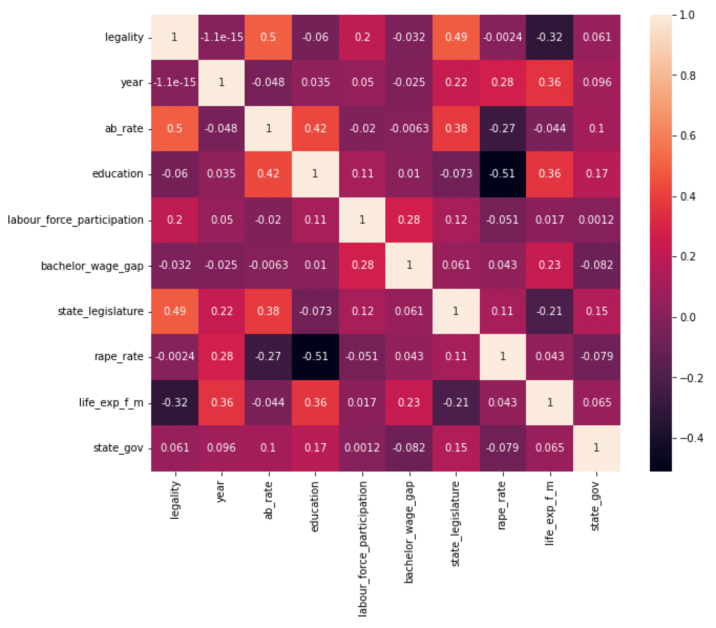 legality 1 -1.1e-15 0.5 -0.06 0.2 -0.032 0.49 -0.0024 -0.32 0.061
year -1.1e-15 1 -0.048 0.035 0.05 -0.025 0.22 0.28 0.36 0.096
ab_rate 0.5 -0.048 1 0.42 -0.02 -0.0063 0.38 -0.27 -0.044 0.1
education -0.06 0.035 0.42 1 0.11 0.01 -0.073 -0.51 0.36 0.17
labour_force_participation 0.2 0.05 -0.02 0.11 1 0.28 0.12 -0.051 0.017 0.0012
bachelor_wage_gap -0.032 -0.025 -0.0063 0.01 0.28 1 0.061 0.043 0.23 -0.082
state_legislature 0.49 0.22 0.38 -0.073 0.12 0.061 1 0.11 -0.21 0.15
rape_rate -0.0024 0.28 -0.27 -0.51 -0.051 0.043 0.11 1 0.043 -0.079
life_exp_f_m -0.32 0.36 -0.044 0.36 0.017 0.23 -0.21 0.043 1 0.065
state_gov 0.061 0.096 0.1 0.17 0.0012 -0.082 0.15 -0.079 0.065 1
legality
year
ab_rate
education
labour_force_participation
bachelor_wage_gap
state_legislature
rape_rate
life_exp_f_m
state_gov
1.0
0.8
0.6
0.4
0.2
0.0
−0.2
−0.4